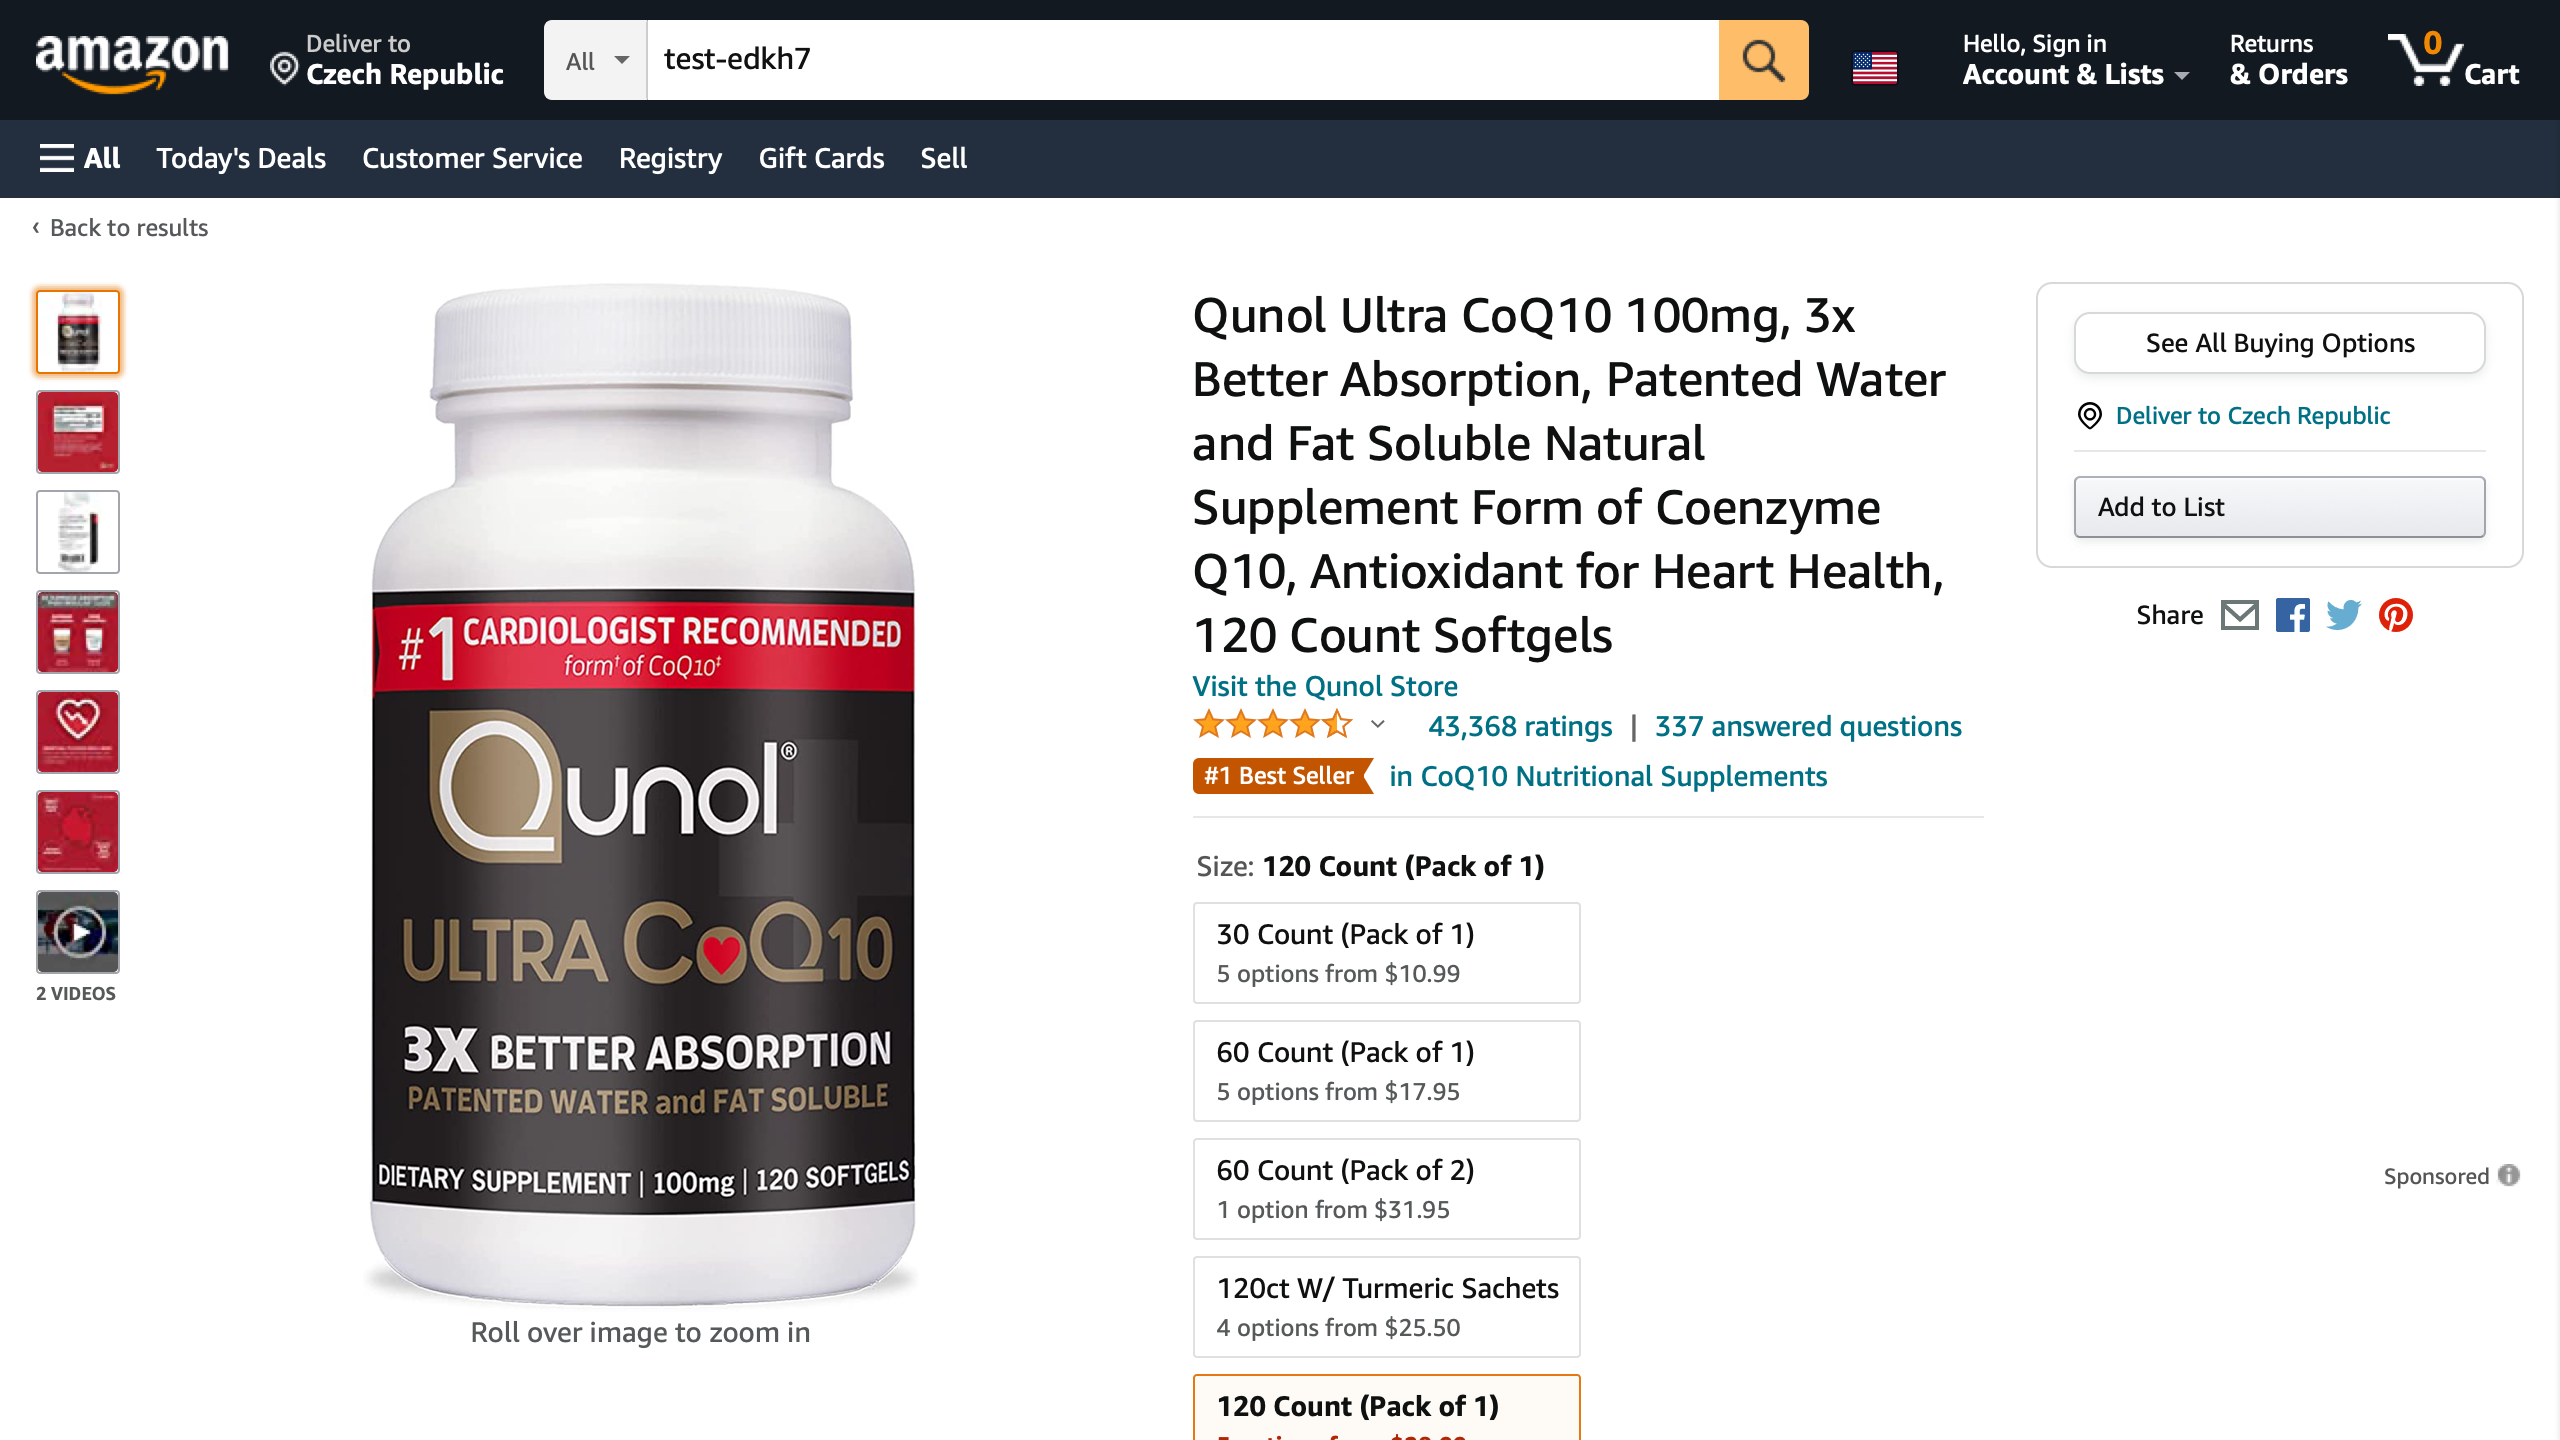 amazon
Deliver to
Czech Republic
All
test-edkh7
Hello, Sign in
Account & Lists
Returns
& Orders
0
Cart
All
Today's Deals
Customer Service
Registry
Gift Cards
Sell
‹ Back to results
2 VIDEOS
#1 CARDIOLOGIST RECOMMENDED
form† of CoQ10‡
Qunol®
ULTRA CoQ10
3X BETTER ABSORPTION
PATENTED WATER and FAT SOLUBLE
DIETARY SUPPLEMENT | 100mg | 120 SOFTGELS
Roll over image to zoom in
Qunol Ultra CoQ10 100mg, 3x
Better Absorption, Patented Water
and Fat Soluble Natural
Supplement Form of Coenzyme
Q10, Antioxidant for Heart Health,
120 Count Softgels
Visit the Qunol Store
43,368 ratings | 337 answered questions
#1 Best Seller in CoQ10 Nutritional Supplements
Size: 120 Count (Pack of 1)
30 Count (Pack of 1)
5 options from $10.99
60 Count (Pack of 1)
5 options from $17.95
60 Count (Pack of 2)
1 option from $31.95
120ct W/ Turmeric Sachets
4 options from $25.50
120 Count (Pack of 1)
See All Buying Options
Deliver to Czech Republic
Add to List
Share
Sponsored